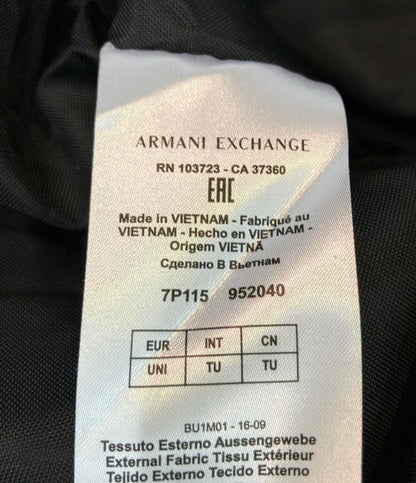 ARMANI EXCHANGE
RN 103723 - CA 37360
EAC
Made in VIETNAM - Fabriqué au
VIETNAM - Hecho en VIETNAM -
Origem VIETNÃ
Сделано В Вьетнам
7P115 952040
EUR INT CN
UNI TU TU
BU1M01 - 16-09
Tessuto Esterno Aussengewebe
External Fabric Tissu Extérieur
Tejido Externo Tecido Externo